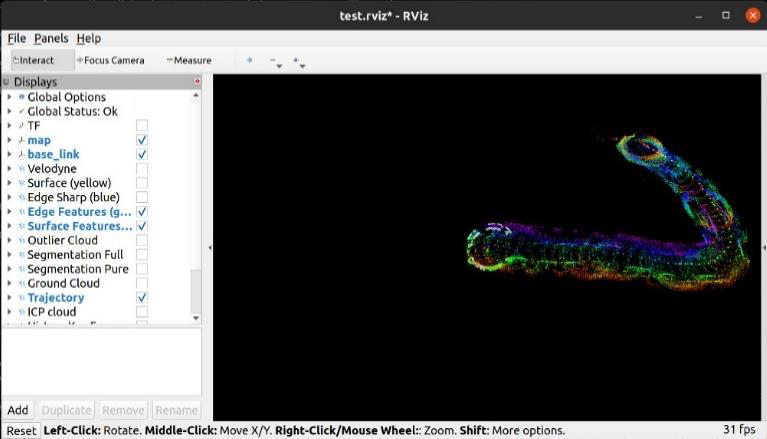 test.rviz* - RViz
File Panels Help
Interact Focus Camera Measure
Displays
Global Options
Global Status: Ok
TF
map
base_link
Velodyne
Surface (yellow)
Edge Sharp (blue)
Edge Features (g...
Surface Features...
Outlier Cloud
Segmentation Full
Segmentation Pure
Ground Cloud
Trajectory
ICP cloud
Add Duplicate Remove Rename
Reset Left-Click: Rotate. Middle-Click: Move X/Y. Right-Click/Mouse Wheel:: Zoom. Shift: More options. 31 fps